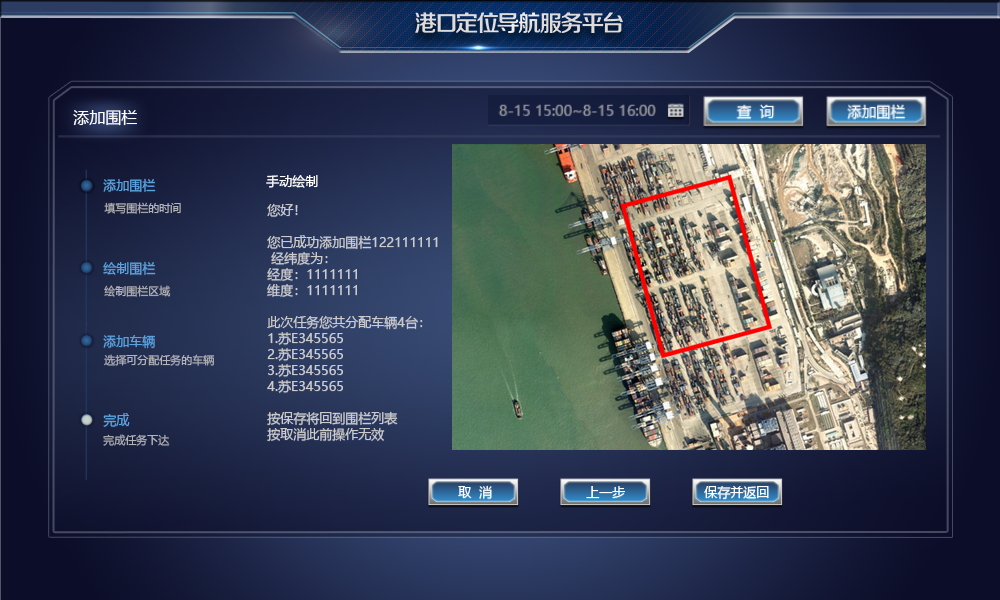 港口定位导航服务平台
添加围栏
8-15 15:00~8-15 16:00
查 询
添加围栏
添加围栏
填写围栏的时间
绘制围栏
绘制围栏区域
添加车辆
选择可分配任务的车辆
完成
完成任务下达
手动绘制
您好!
您已成功添加围栏122111111
经纬度为:
经度: 1111111
维度: 1111111
此次任务您共分配车辆4台:
1.苏E345565
2.苏E345565
3.苏E345565
4.苏E345565
按保存将回到围栏列表
按取消此前操作无效
取 消
上一步
保存并返回